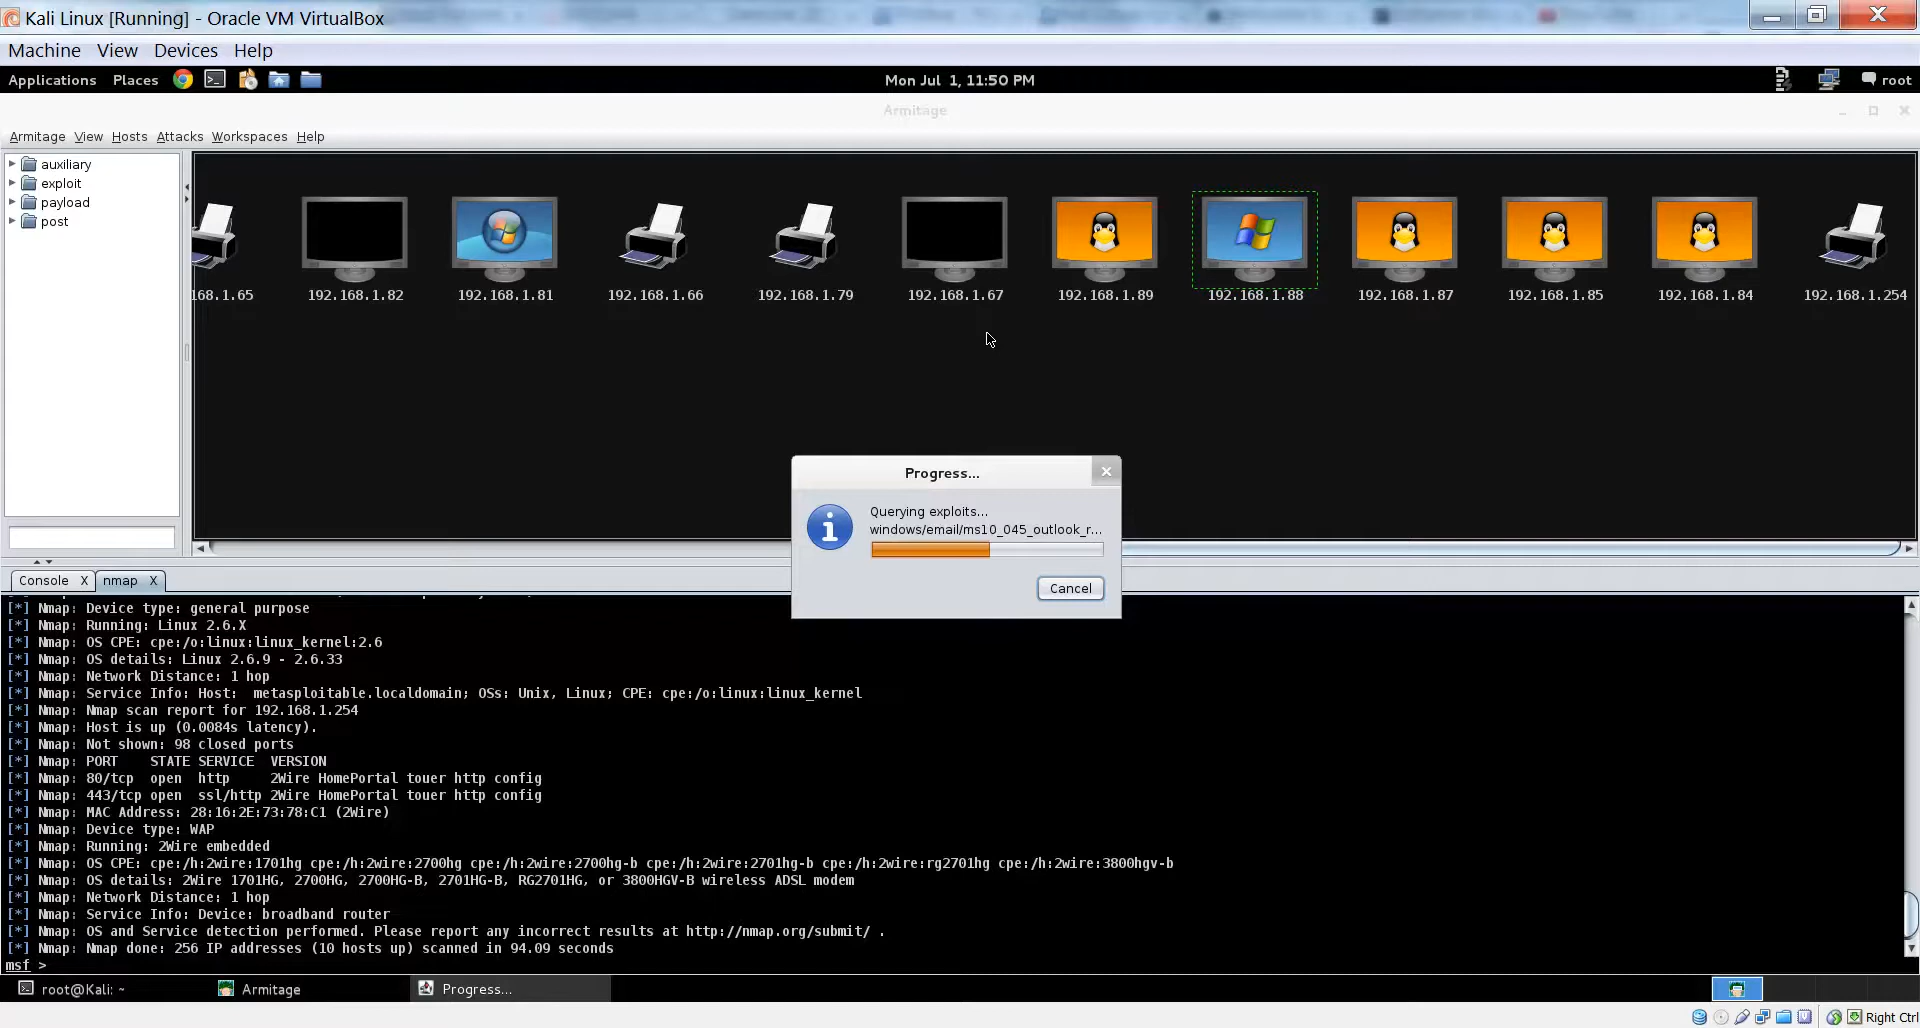 Kali Linux [Running] - Oracle VM VirtualBox
Machine View Devices Help
Applications Places Mon Jul 1, 11:50 PM root
Armitage
Armitage View Hosts Attacks Workspaces Help
auxiliary
exploit
payload
post
168.1.65 192.168.1.82 192.168.1.81 192.168.1.66 192.168.1.79 192.168.1.67 192.168.1.89 192.168.1.88 192.168.1.87 192.168.1.85 192.168.1.84 192.168.1.254
Progress...
Querying exploits...
windows/email/ms10_045_outlook_r...
Cancel
Console X nmap X
[*] Nmap: Device type: general purpose
[*] Nmap: Running: Linux 2.6.X
[*] Nmap: OS CPE: cpe:/o:linux:linux_kernel:2.6
[*] Nmap: OS details: Linux 2.6.9 - 2.6.33
[*] Nmap: Network Distance: 1 hop
[*] Nmap: Service Info: Host:  metasploitable.localdomain; OSs: Unix, Linux; CPE: cpe:/o:linux:linux_kernel
[*] Nmap: Nmap scan report for 192.168.1.254
[*] Nmap: Host is up (0.0084s latency).
[*] Nmap: Not shown: 98 closed ports
[*] Nmap: PORT    STATE SERVICE  VERSION
[*] Nmap: 80/tcp  open  http     2Wire HomePortal touer http config
[*] Nmap: 443/tcp open  ssl/http 2Wire HomePortal touer http config
[*] Nmap: MAC Address: 28:16:2E:73:78:C1 (2Wire)
[*] Nmap: Device type: WAP
[*] Nmap: Running: 2Wire embedded
[*] Nmap: OS CPE: cpe:/h:2wire:1701hg cpe:/h:2wire:2700hg cpe:/h:2wire:2700hg-b cpe:/h:2wire:2701hg-b cpe:/h:2wire:rg2701hg cpe:/h:2wire:3800hgv-b
[*] Nmap: OS details: 2Wire 1701HG, 2700HG, 2700HG-B, 2701HG-B, RG2701HG, or 3800HGV-B wireless ADSL modem
[*] Nmap: Network Distance: 1 hop
[*] Nmap: Service Info: Device: broadband router
[*] Nmap: OS and Service detection performed. Please report any incorrect results at http://nmap.org/submit/ .
[*] Nmap: Nmap done: 256 IP addresses (10 hosts up) scanned in 94.09 seconds
msf >
root@Kali: ~ Armitage Progress...
Right Ctrl